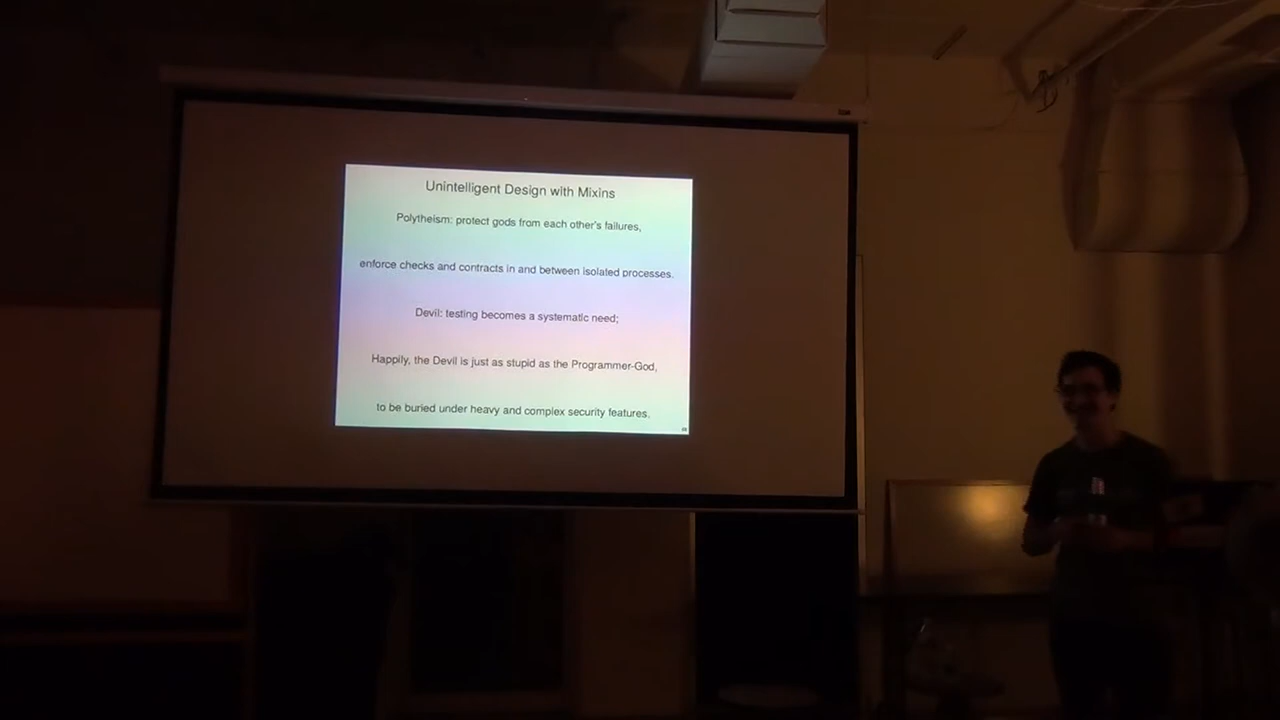 Unintelligent Design with Mixins
Polytheism: protect gods from each other's failures,
enforce checks and contracts in and between isolated processes.
Devil: testing becomes a systematic need;
Happily, the Devil is just as stupid as the Programmer-God,
to be buried under heavy and complex security features.